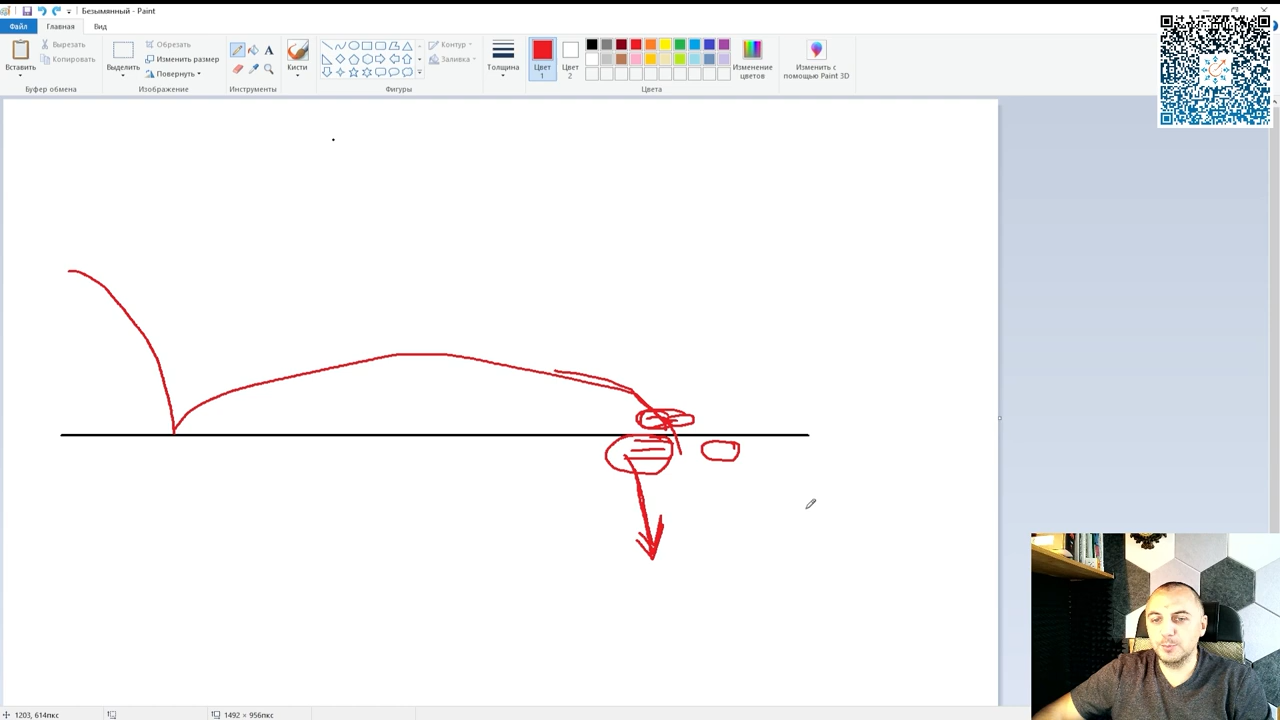 Безымянный - Paint
Файл Главная Вид
Вставить
Вырезать
Копировать
Буфер обмена
Выделить
Обрезать
Изменить размер
Повернуть
Изображение
Инструменты
Кисти
Фигуры
Контур
Заливка
Толщина
Цвет 1
Цвет 2
Цвета
Изменение цветов
Изменить с помощью Paint 3D
1203, 614пкс
1492 × 956пкс